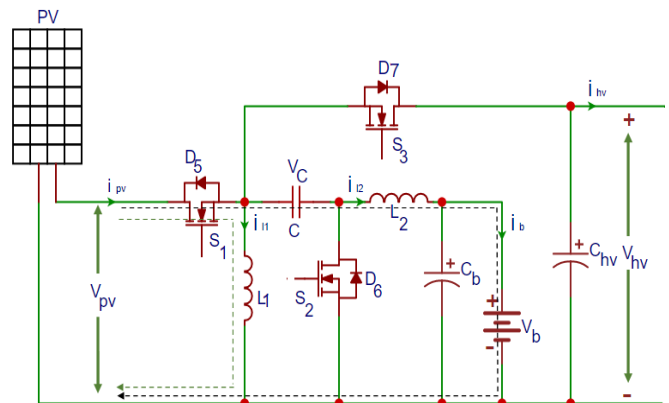 PV
D7
i hv
S3
+
D5
VC
i pv
i l2
L2
i b
S1
i l1
C
+
Cb
+
Chv
Vhv
Vpv
L1
S2
D6
+
-
Vb
-